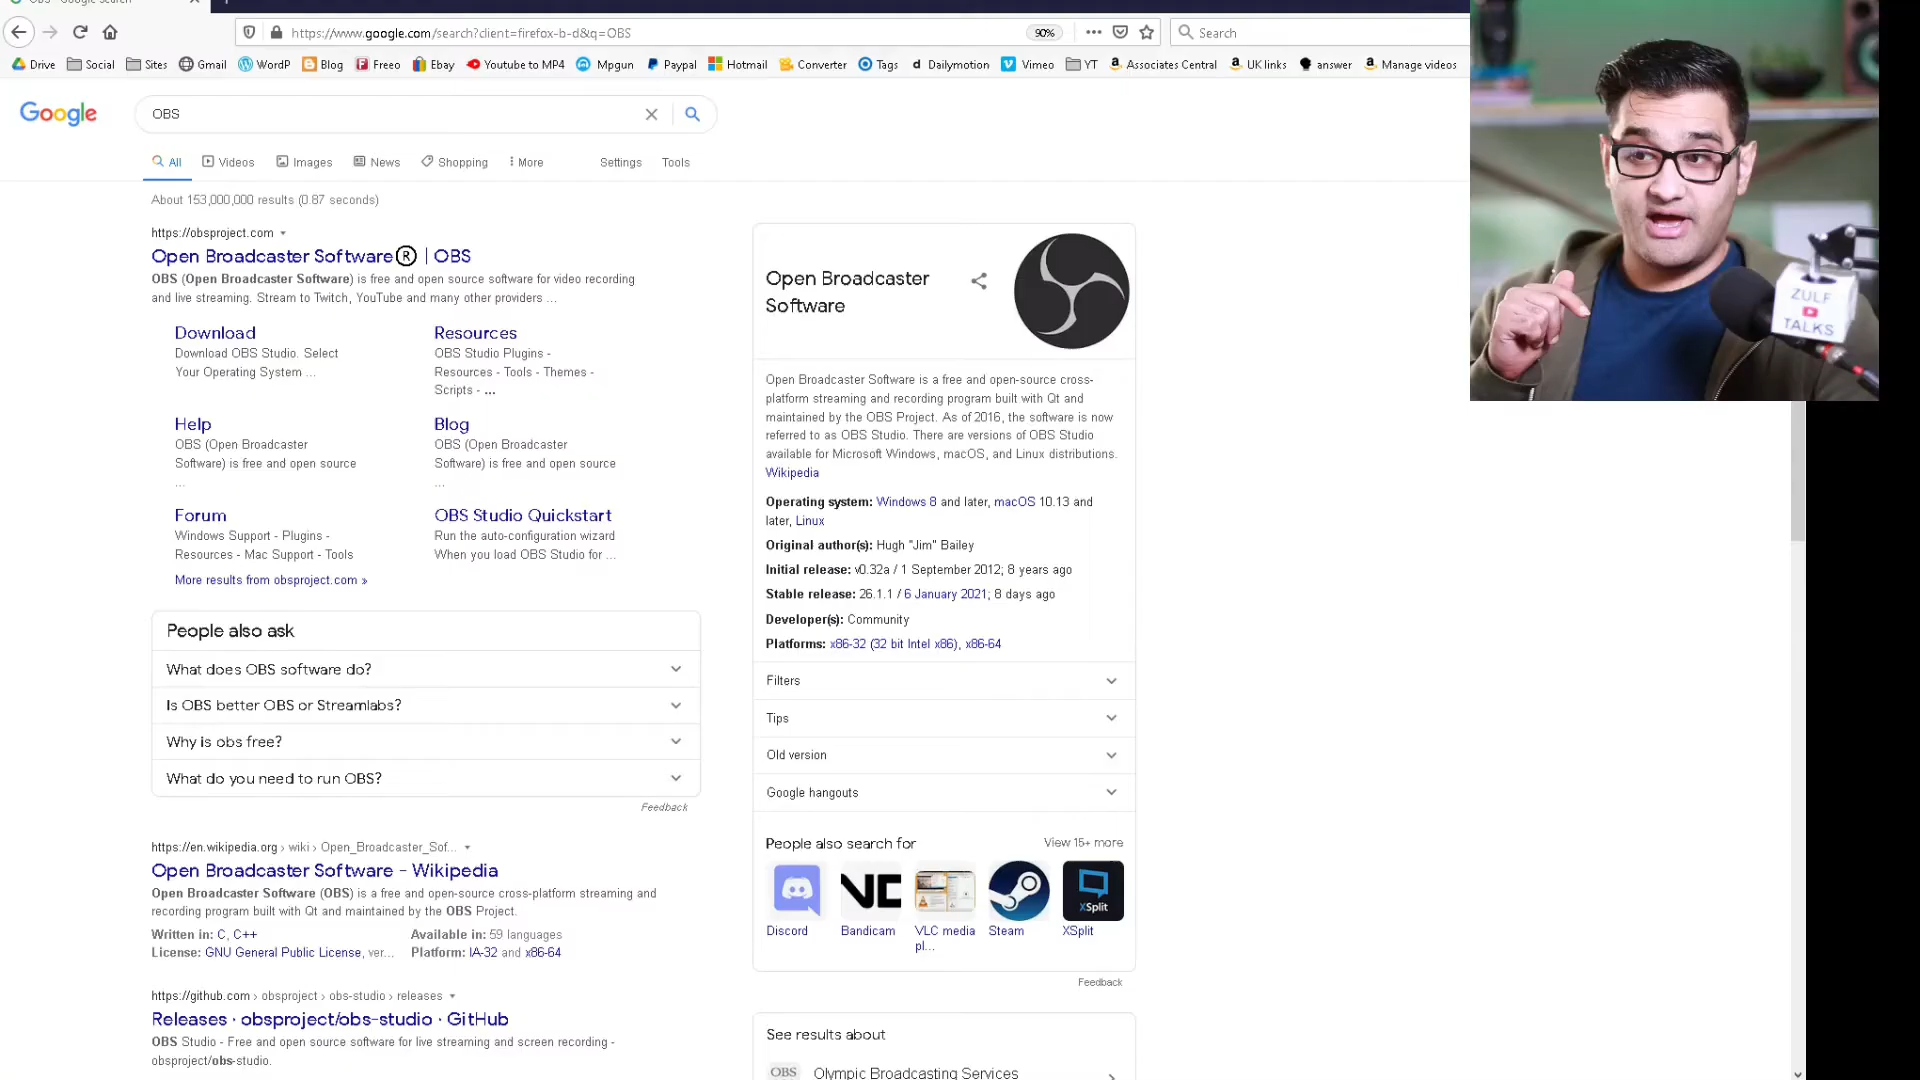 https://www.google.com/search?client=firefox-b-d&q=OBS
90%
Search
Drive Social Sites Gmail WordP Blog Freeo Ebay Youtube to MP4 Mpgun Paypal Hotmail Converter Tags Dailymotion Vimeo YT Associates Central UK links answer Manage videos
Google
OBS
All Videos Images News Shopping More Settings Tools
About 153,000,000 results (0.87 seconds)
https://obsproject.com
Open Broadcaster Software® | OBS
OBS (Open Broadcaster Software) is free and open source software for video recording
and live streaming. Stream to Twitch, YouTube and many other providers ...
Download
Download OBS Studio. Select
Your Operating System ...
Resources
OBS Studio Plugins -
Resources - Tools - Themes -
Scripts - ...
Help
OBS (Open Broadcaster
Software) is free and open source
...
Blog
OBS (Open Broadcaster
Software) is free and open source
...
Forum
Windows Support - Plugins -
Resources - Mac Support - Tools
OBS Studio Quickstart
Run the auto-configuration wizard
When you load OBS Studio for ...
More results from obsproject.com »
People also ask
What does OBS software do?
Is OBS better OBS or Streamlabs?
Why is obs free?
What do you need to run OBS?
Feedback
https://en.wikipedia.org › wiki › Open_Broadcaster_Sof...
Open Broadcaster Software - Wikipedia
Open Broadcaster Software (OBS) is a free and open-source cross-platform streaming and
recording program built with Qt and maintained by the OBS Project.
Written in: C, C++ Available in: 59 languages
License: GNU General Public License, ver... Platform: IA-32 and x86-64
https://github.com › obsproject › obs-studio › releases
Releases · obsproject/obs-studio · GitHub
OBS Studio - Free and open source software for live streaming and screen recording -
obsproject/obs-studio.
Open Broadcaster
Software
Open Broadcaster Software is a free and open-source cross-
platform streaming and recording program built with Qt and
maintained by the OBS Project. As of 2016, the software is now
referred to as OBS Studio. There are versions of OBS Studio
available for Microsoft Windows, macOS, and Linux distributions.
Wikipedia
Operating system: Windows 8 and later, macOS 10.13 and
later, Linux
Original author(s): Hugh "Jim" Bailey
Initial release: v0.32a / 1 September 2012; 8 years ago
Stable release: 26.1.1 / 6 January 2021; 8 days ago
Developer(s): Community
Platforms: x86-32 (32 bit Intel x86), x86-64
Filters
Tips
Old version
Google hangouts
People also search for View 15+ more
XSplit
Discord Bandicam VLC media Steam XSplit
pl...
Feedback
See results about
OBS Olympic Broadcasting Services
ZULF
TALKS